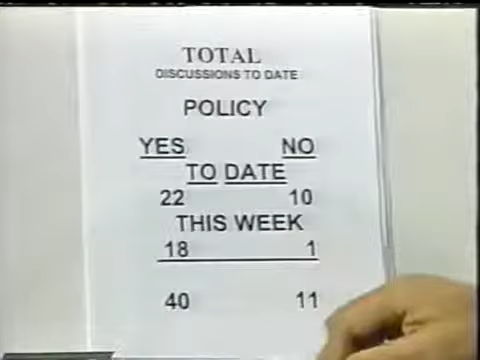 TOTAL
DISCUSSIONS TO DATE
POLICY
YES NO
TO DATE
22 10
THIS WEEK
18 1
40 11